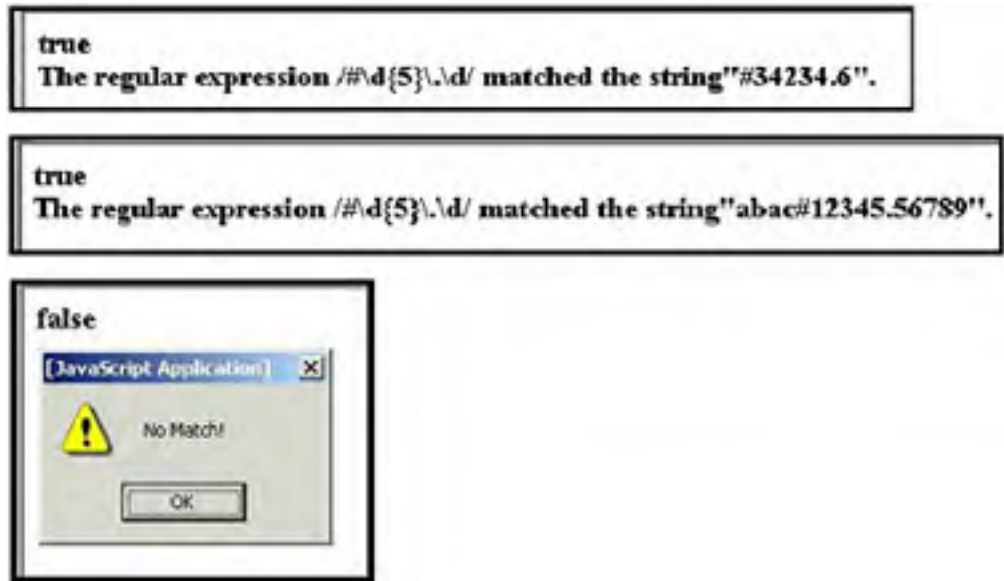 true
The regular expression /#\d{5}\.\d/ matched the string"#34234.6".
true
The regular expression /#\d{5}\.\d/ matched the string"abac#12345.56789".
false
[JavaScript Application]
No Match!
OK